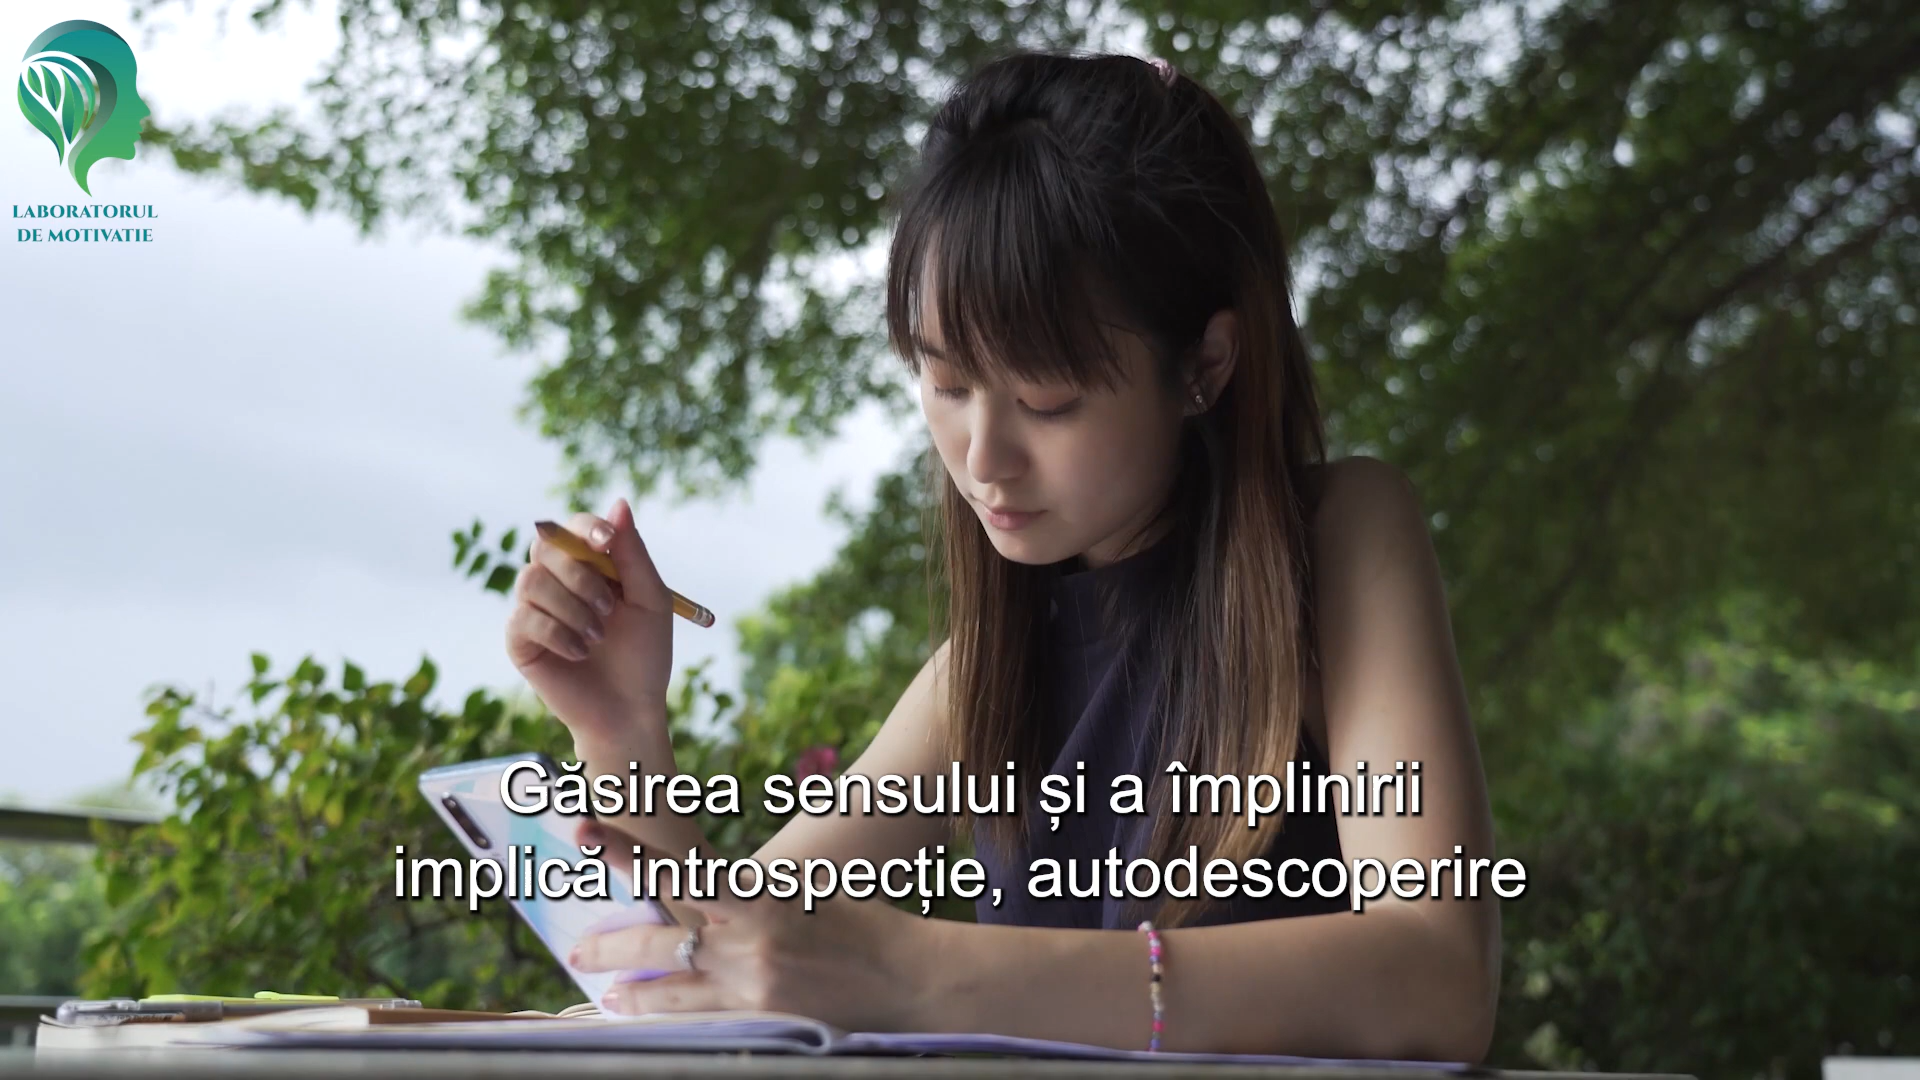 LABORATORUL
DE MOTIVATIE
Găsirea sensului și a împlinirii
implică introspecție, autodescoperire